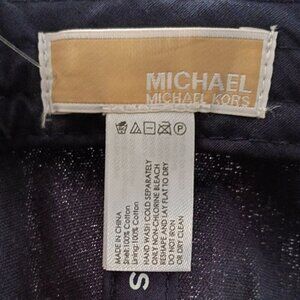 MICHAEL
MICHAEL KORS
MADE IN CHINA
Shell:100% Cotton
Lining: 100% Cotton
HAND WASH COLD SEPARATELY
ONLY NON-CHLORINE BLEACH
RESHAPE AND LAY FLAT TO DRY
DO NOT IRON
OR DRY CLEAN
S